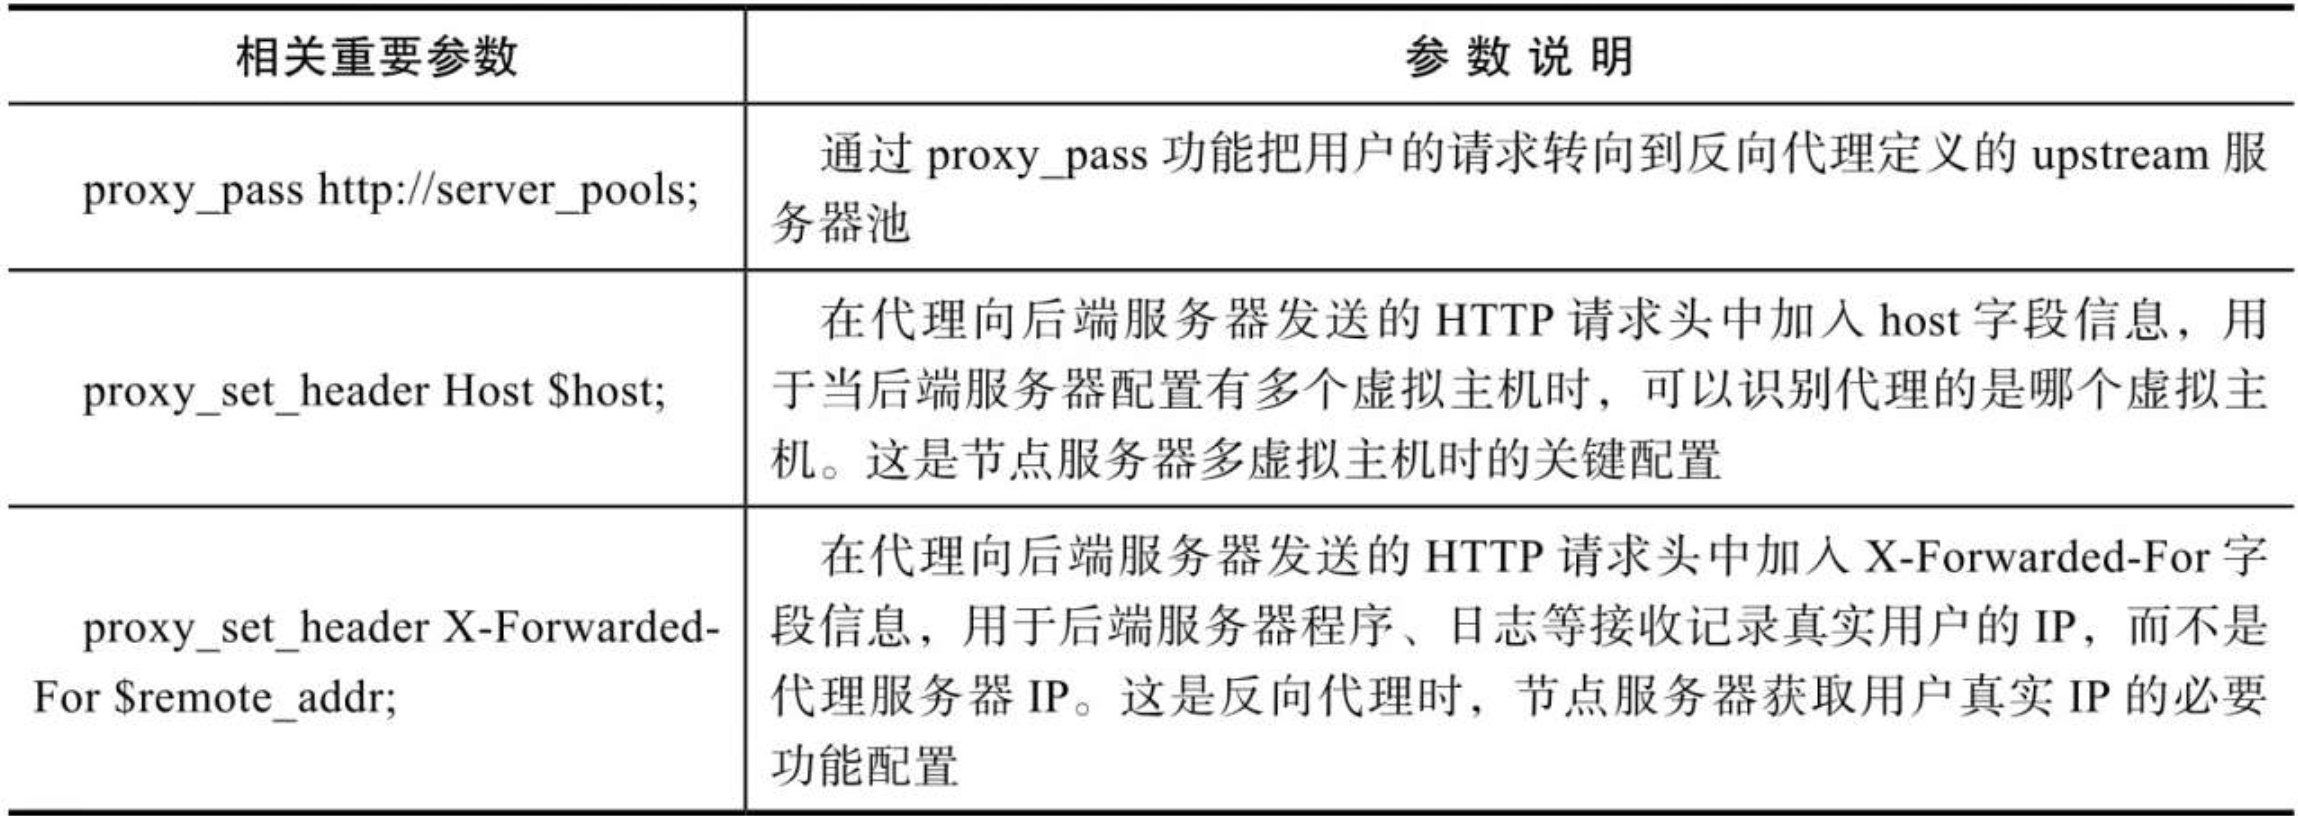 相关重要参数
参数说明
proxy_pass http://server_pools;
通过 proxy_pass 功能把用户的请求转向到反向代理定义的 upstream 服
务器池
proxy_set_header Host $host;
在代理向后端服务器发送的 HTTP 请求头中加入 host 字段信息，用
于当后端服务器配置有多个虚拟主机时，可以识别代理的是哪个虚拟主
机。这是节点服务器多虚拟主机时的关键配置
proxy_set_header X-Forwarded-
For $remote_addr;
在代理向后端服务器发送的 HTTP 请求头中加入 X-Forwarded-For 字
段信息，用于后端服务器程序、日志等接收记录真实用户的 IP，而不是
代理服务器 IP。这是反向代理时，节点服务器获取用户真实 IP 的必要
功能配置